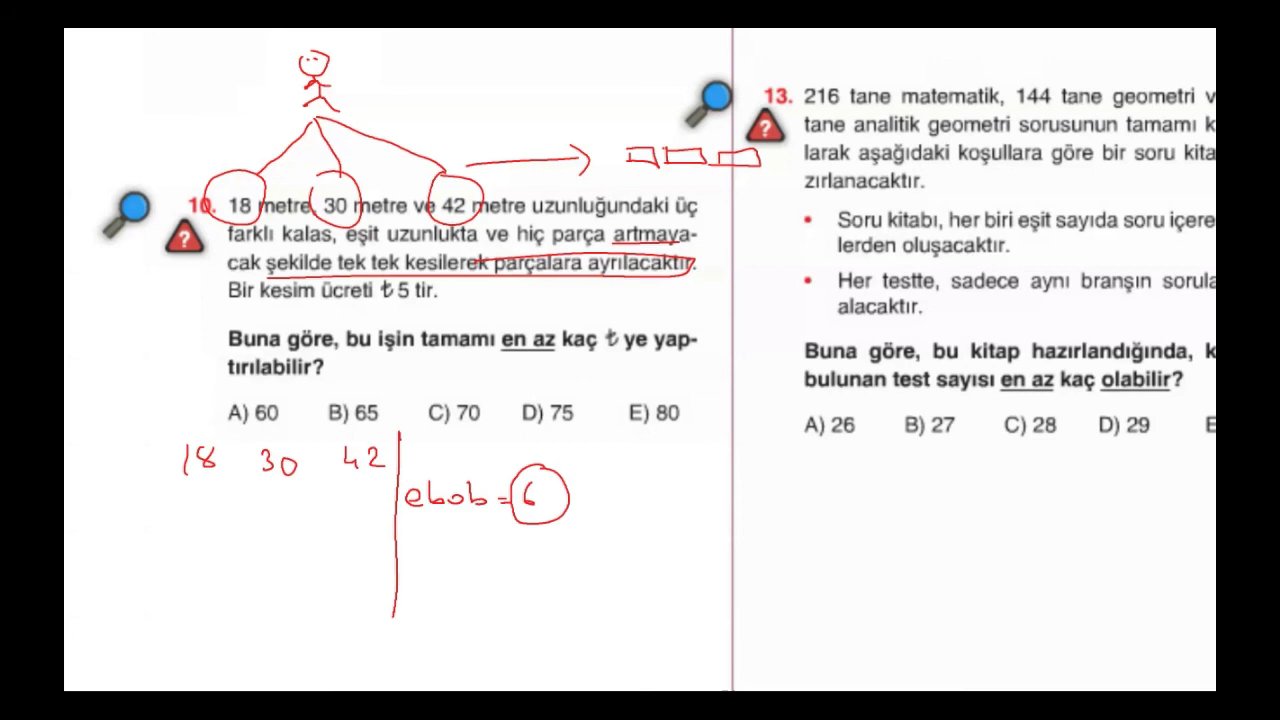 10. 18 metre, 30 metre ve 42 metre uzunluğundaki üç
farklı kalas, eşit uzunlukta ve hiç parça artmaya-
cak şekilde tek tek kesilerek parçalara ayrılacaktır.
Bir kesim ücreti ₺ 5 tir.
Buna göre, bu işin tamamı en az kaç ₺ ye yap-
tırılabilir?
A) 60 B) 65 C) 70 D) 75 E) 80
18 30 42
ebob = 6
13. 216 tane matematik, 144 tane geometri v
tane analitik geometri sorusunun tamamı k
larak aşağıdaki koşullara göre bir soru kita
zırlanacaktır.
• Soru kitabı, her biri eşit sayıda soru içere
lerden oluşacaktır.
• Her testte, sadece aynı branşın sorula
alacaktır.
Buna göre, bu kitap hazırlandığında, k
bulunan test sayısı en az kaç olabilir?
A) 26 B) 27 C) 28 D) 29 E